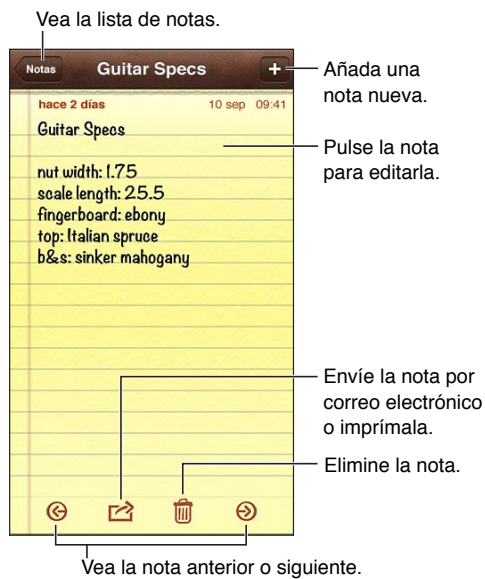 Vea la lista de notas.
Notas
Guitar Specs
+
Añada una
nota nueva.
hace 2 días
10 sep 09:41
Guitar Specs
Pulse la nota
para editarla.
nut width: 1.75
scale length: 25.5
fingerboard: ebony
top: Italian spruce
b&s: sinker mahogany
Envíe la nota por
correo electrónico
o imprímala.
Elimine la nota.
Vea la nota anterior o siguiente.